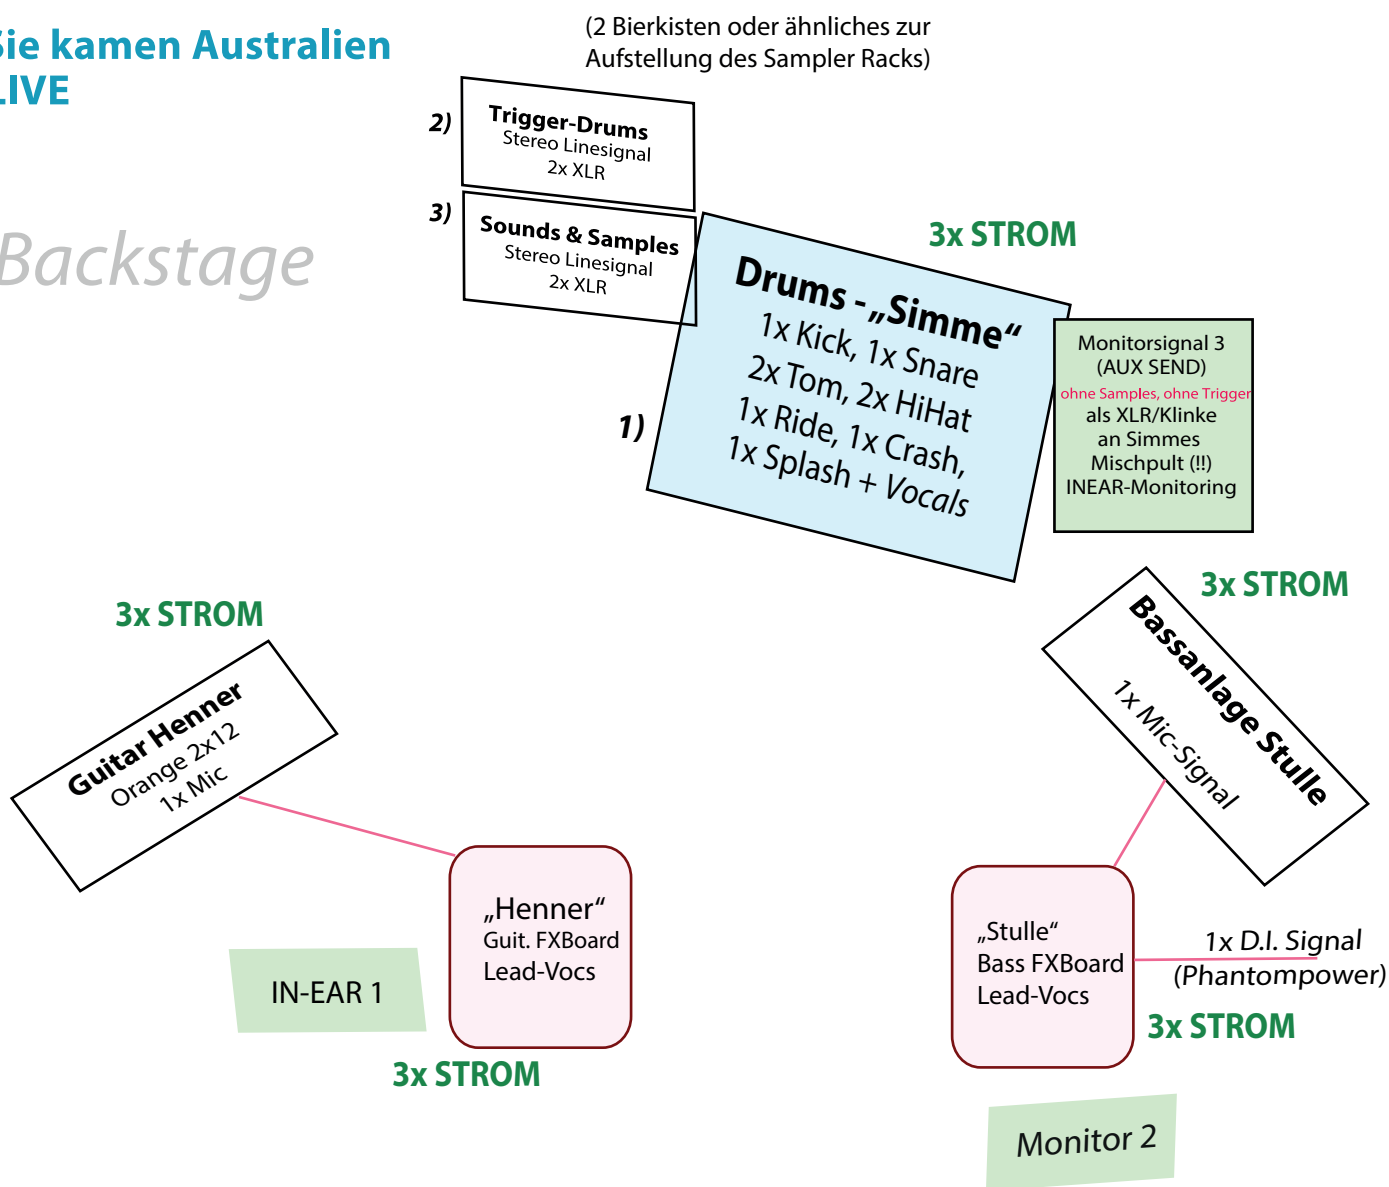 Sie kamen Australien
LIVE
(2 Bierkisten oder ähnliches zur
Aufstellung des Sampler Racks)
2)
Trigger-Drums
Stereo Linesignal
2x XLR
3)
Sounds & Samples
Stereo Linesignal
2x XLR
Backstage
3x STROM
1)
Drums - „Simme“
1x Kick, 1x Snare
2x Tom, 2x HiHat
1x Ride, 1x Crash,
1x Splash + Vocals
Monitorsignal 3
(AUX SEND)
ohne Samples, ohne Trigger
als XLR/Klinke
an Simmes
Mischpult (!!)
INEAR-Monitoring
3x STROM
Guitar Henner
Orange 2x12
1x Mic
3x STROM
Bassanlage Stulle
1x Mic-Signal
„Henner“
Guit. FXBoard
Lead-Vocs
IN-EAR 1
3x STROM
„Stulle“
Bass FXBoard
Lead-Vocs
1x D.I. Signal
(Phantompower)
3x STROM
Monitor 2